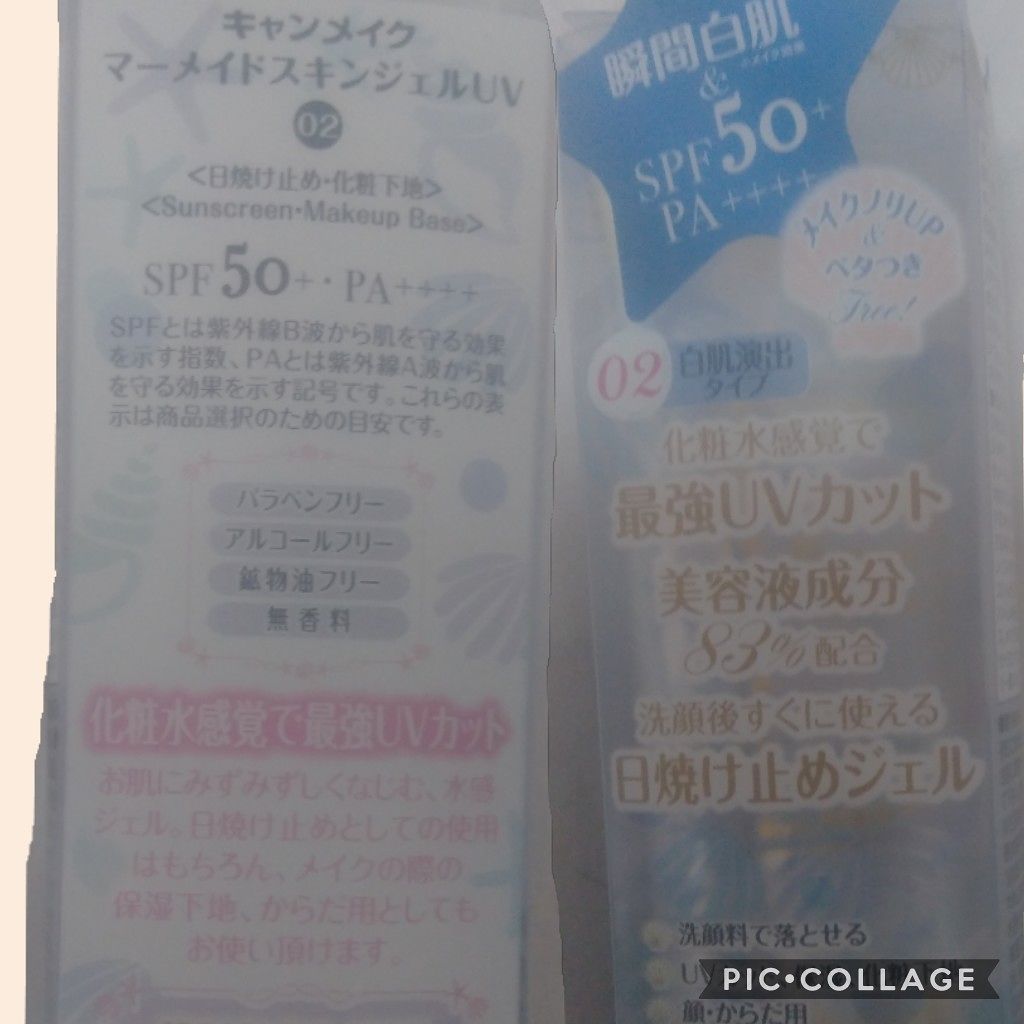 キャンメイク
マーメイドスキンジェルUV
02
<日焼け止め・化粧下地>
<Sunscreen・Makeup Base>
SPF50+・PA++++
SPFとは紫外線B波から肌を守る効果
を示す指数、PAとは紫外線A波から肌
を守る効果を示す記号です。これらの表
示は商品選択のための目安です。
パラベンフリー
アルコールフリー
鉱物油フリー
無香料
化粧水感覚で最強UVカット
お肌にみずみずしくなじむ、水感
ジェル。日焼け止めとしての使用
はもちろん、メイクの際の
保湿下地、からだ用としても
お使い頂けます。
瞬間白肌
&
SPF50+
PA++++
メイクノリUP
&
ベタつき
Free!
02 白肌演出
タイプ
化粧水感覚で
最強UVカット
美容液成分
83%配合
洗顔後すぐに使える
日焼け止めジェル
洗顔料で落とせる
UV
顔・からだ用
PIC•COLLAGE